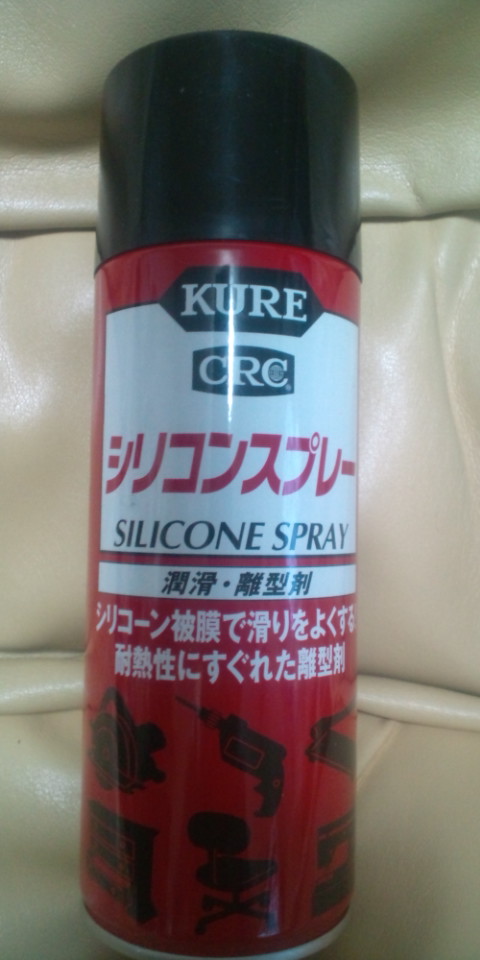 KURE
CRC
シリコンスプレー
SILICONE SPRAY
潤滑・離型剤
シリコーン被膜で滑りをよくする
耐熱性にすぐれた離型剤